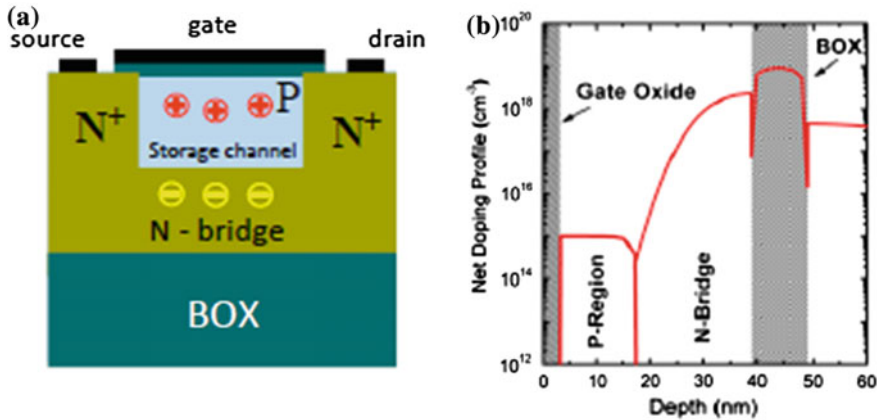 (a)
source gate drain
N+ P N+
Storage channel
N - bridge
BOX
(b)
Net Doping Profile (cm-3)
10^20
10^18
10^16
10^14
10^12
Gate Oxide
BOX
P-Region
N-Bridge
0 10 20 30 40 50 60
Depth (nm)